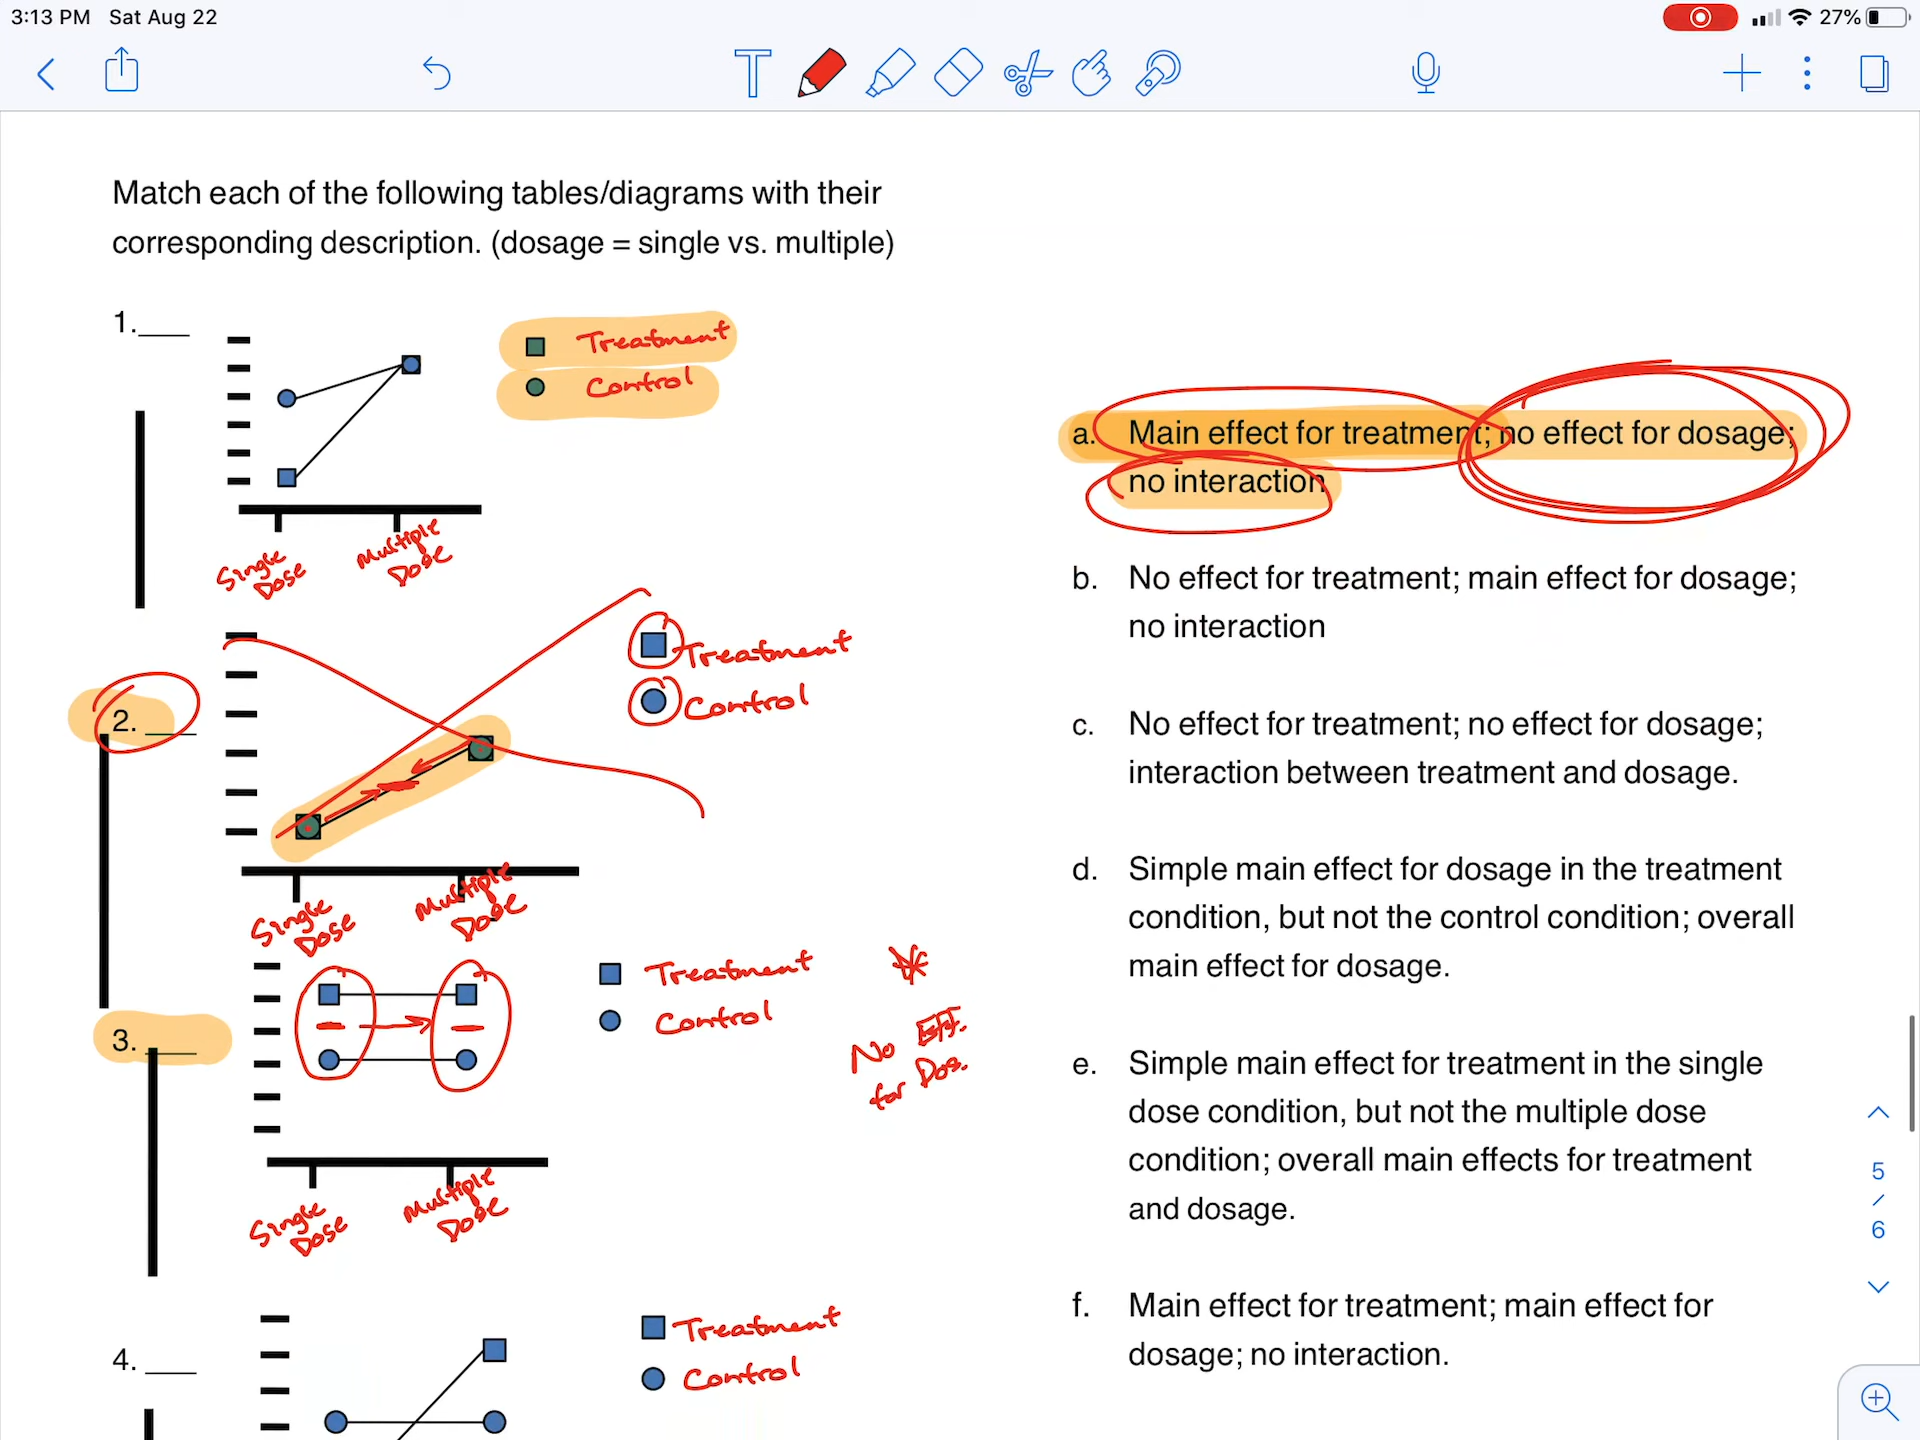 3:13 PM Sat Aug 22
27%
Match each of the following tables/diagrams with their
corresponding description. (dosage = single vs. multiple)
1.____
Treatment
Control
Single Dose
Multiple Dose
2. ____
Treatment
Control
Single Dose
Multiple Dose
3. ____
Treatment
Control
No Eff.
for Dos.
Single Dose
Multiple Dose
4. ____
Treatment
Control
a. Main effect for treatment; no effect for dosage;
no interaction
b. No effect for treatment; main effect for dosage;
no interaction
c. No effect for treatment; no effect for dosage;
interaction between treatment and dosage.
d. Simple main effect for dosage in the treatment
condition, but not the control condition; overall
main effect for dosage.
e. Simple main effect for treatment in the single
dose condition, but not the multiple dose
condition; overall main effects for treatment
and dosage.
f. Main effect for treatment; main effect for
dosage; no interaction.
5
/
6